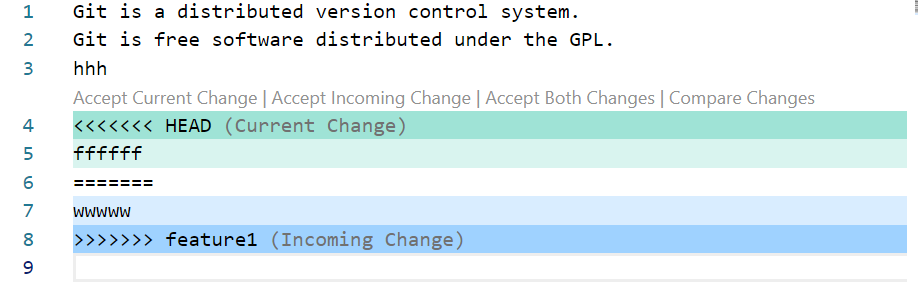 1 Git is a distributed version control system.
2 Git is free software distributed under the GPL.
3 hhh
Accept Current Change | Accept Incoming Change | Accept Both Changes | Compare Changes
4 <<<<<<< HEAD (Current Change)
5 ffffff
6 =======
7 wwwww
8 >>>>>>> feature1 (Incoming Change)
9